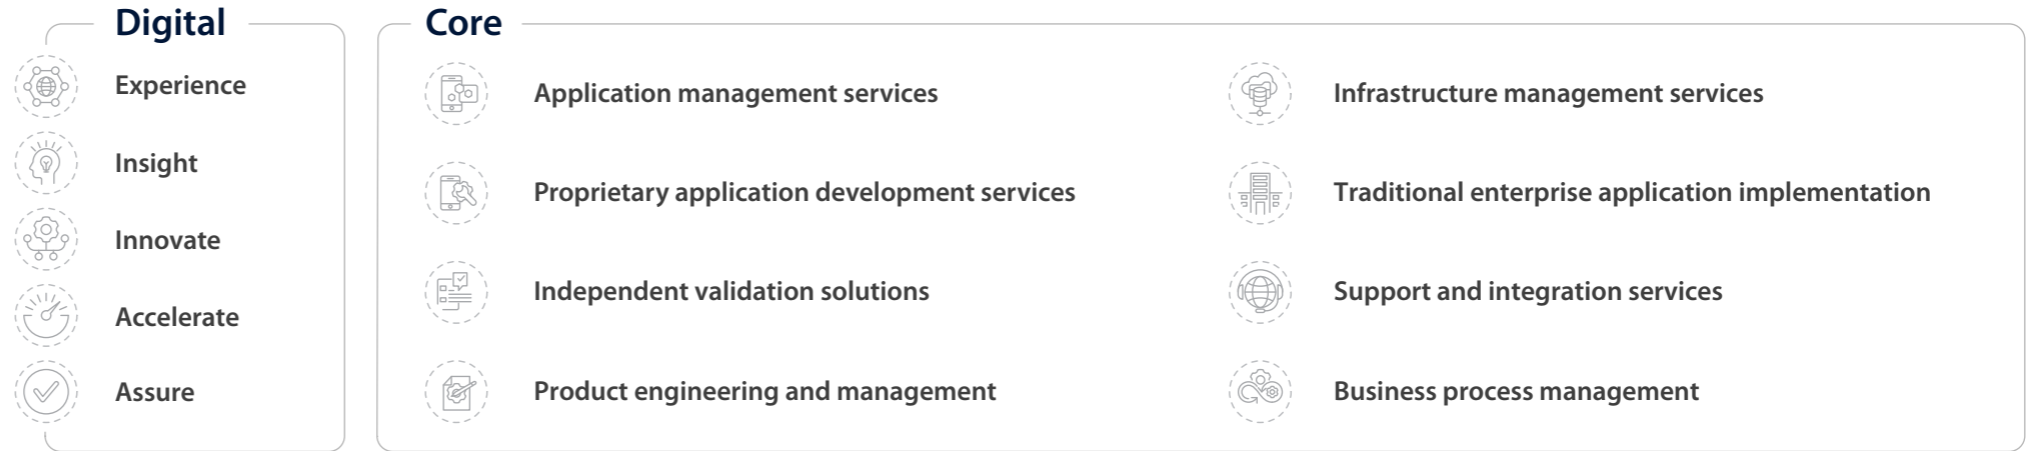 Digital
Experience
Insight
Innovate
Accelerate
Assure
Core
Application management services
Proprietary application development services
Independent validation solutions
Product engineering and management
Infrastructure management services
Traditional enterprise application implementation
Support and integration services
Business process management